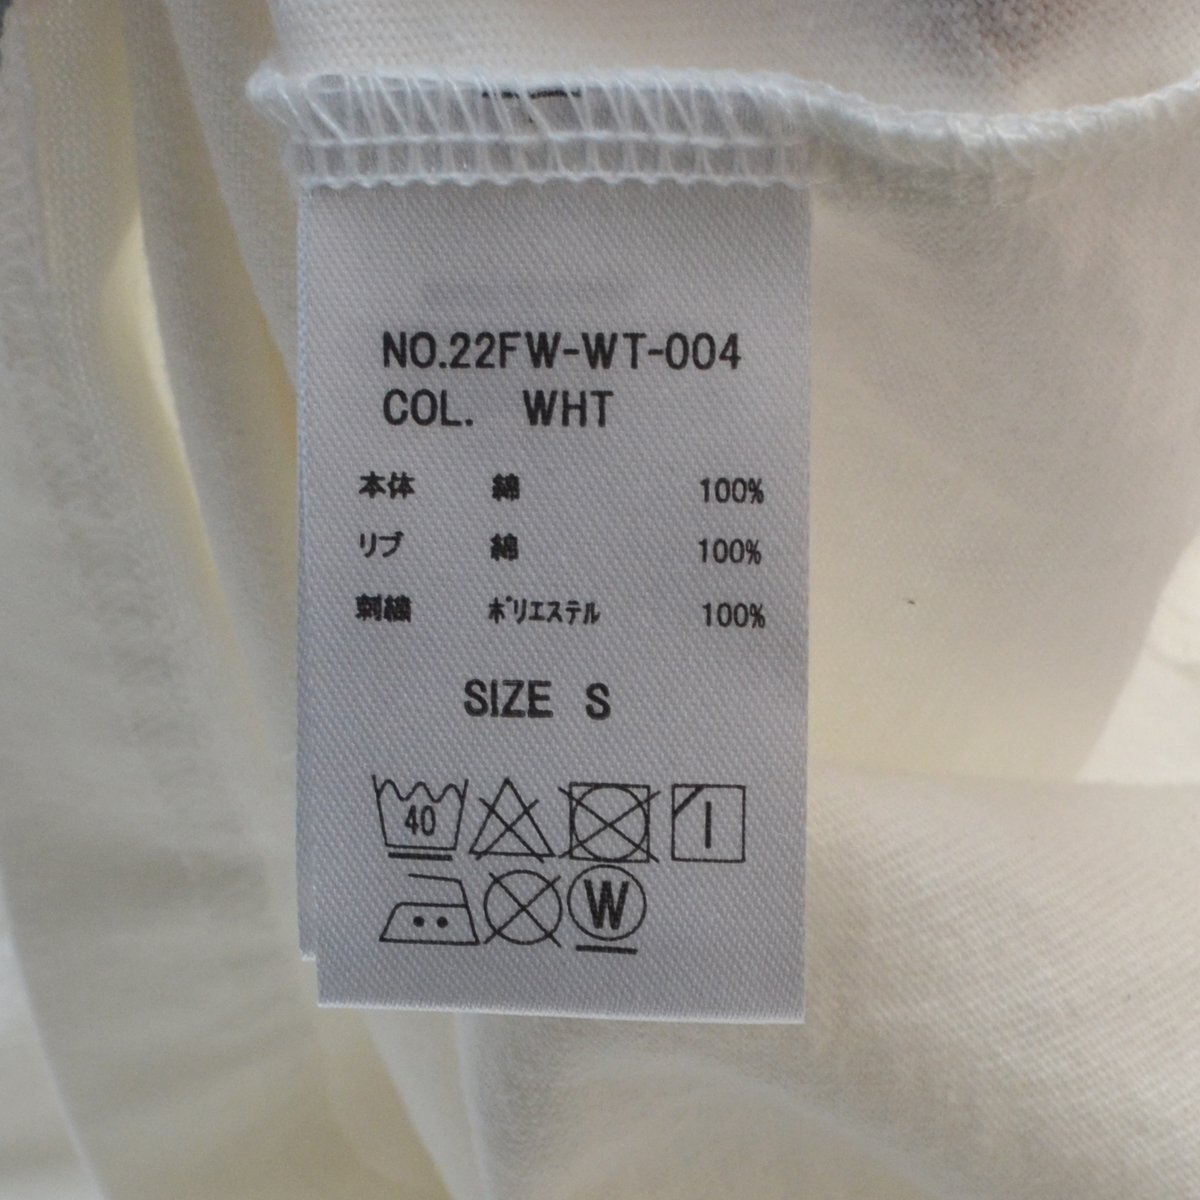 NO.22FW-WT-004
COL. WHT
本体 綿 100%
リブ 綿 100%
刺繍 ﾎﾟﾘｴｽﾃﾙ 100%
SIZE S
40
W